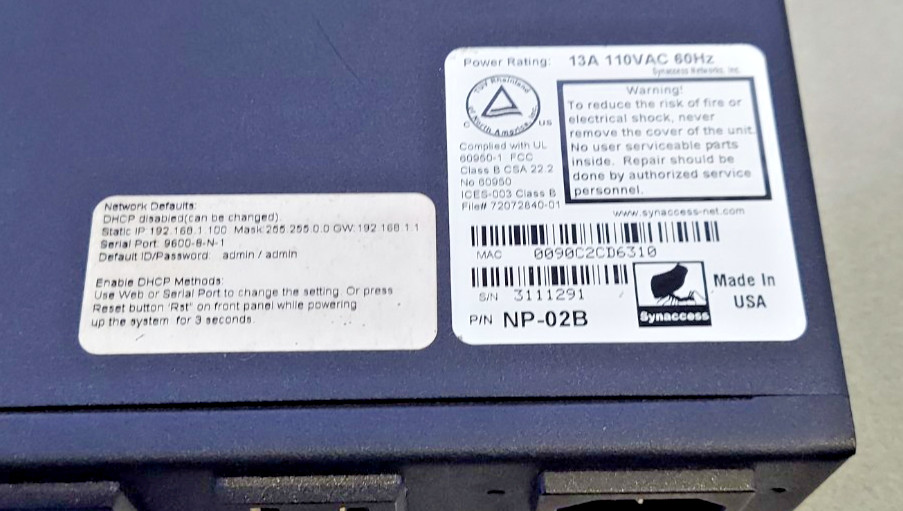 Network Defaults:
DHCP disabled(can be changed).
Static IP:192.168.1.100 Mask:255.255.0.0 GW:192.168.1.1
Serial Port: 9600-8-N-1
Default ID/Password: admin / admin
Enable DHCP Methods:
Use Web or Serial Port to change the setting. Or press
Reset button 'Rst" on front panel while powering
up the system for 3 seconds.
Power Rating: 13A 110VAC 60Hz
Synaccess Networks, Inc.
TUV Rheinland
of North America, Inc.
C US
Complied with UL
60950-1 FCC
Class B CSA 22.2
No 60950
ICES-003 Class B
File# 72072840-01
Warning!
To reduce the risk of fire or
electrical shock, never
remove the cover of the unit.
No user serviceable parts
inside. Repair should be
done by authorized service
personnel.
www.synaccess-net.com
MAC 0090C2CD6310
S/N 3111291
P/N NP-02B
Synaccess
Made In
USA